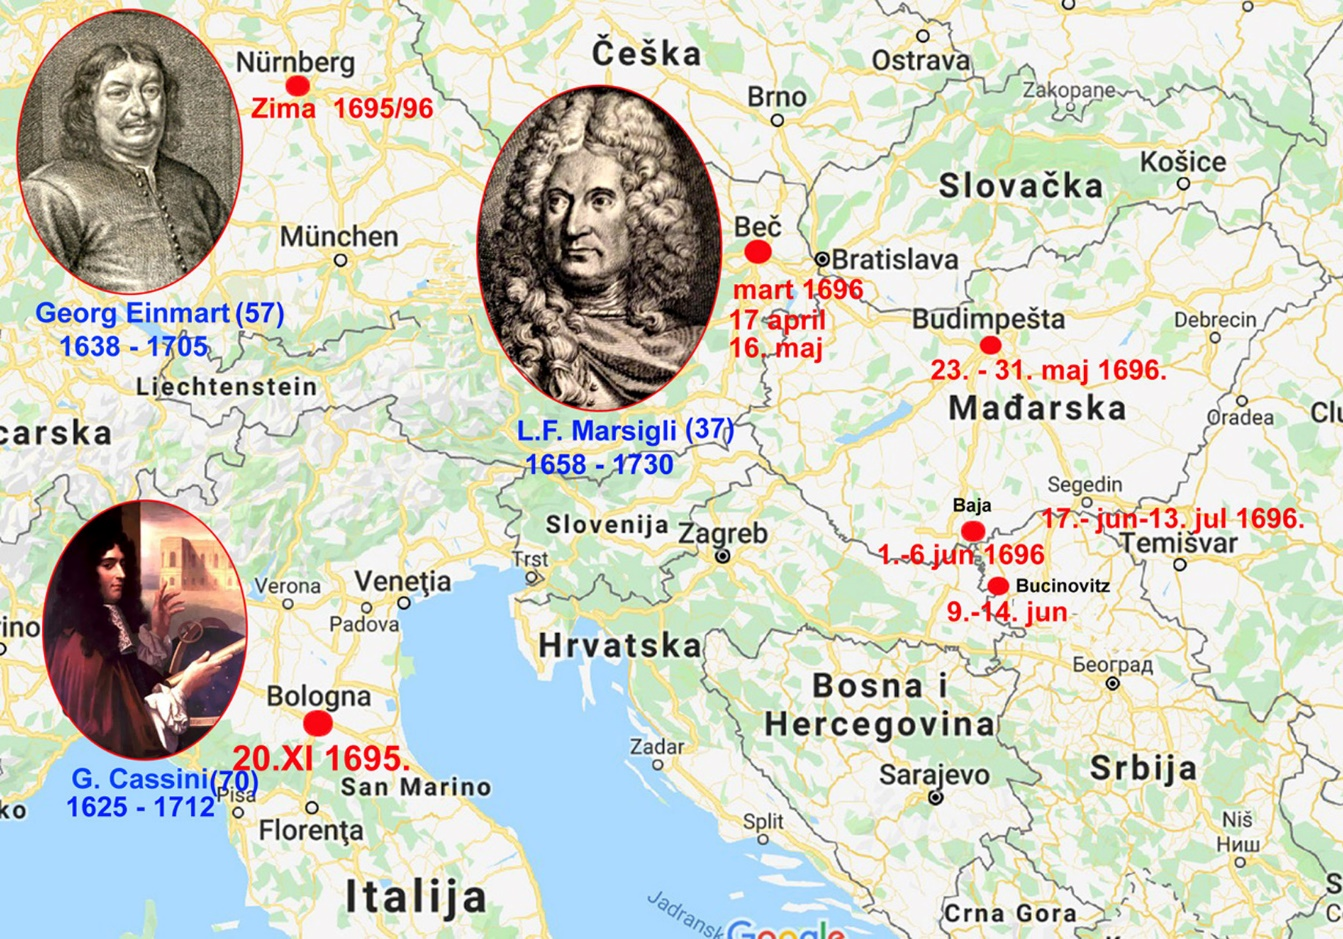 Nürnberg
Zima 1695/96
Češka
Ostrava
Brno
Zakopane
Košice
Slovačka
München
Beč
Bratislava
mart 1696
17 april
16. maj
Georg Einmart (57)
1638 - 1705
Budimpešta
Debrecin
23. - 31. maj 1696.
Liechtenstein
Mađarska
Oradea
Clu
carska
L.F. Marsigli (37)
1658 - 1730
Segedin
Baja
17.- jun-13. jul 1696.
Slovenija
Zagreb
Temišvar
1.-6 jun 1696
Trst
Verona
Veneţia
Bucinovitz
Padova
9.-14. jun
rino
Hrvatska
Београд
Bosna i
Hercegovina
Bologna
20.XI 1695.
Zadar
Srbija
Sarajevo
G. Cassini(70)
1625 - 1712
Pisa
San Marino
ko
Florenţa
Split
Niš
Ниш
Italija
Jadransk
Crna Gora
Google